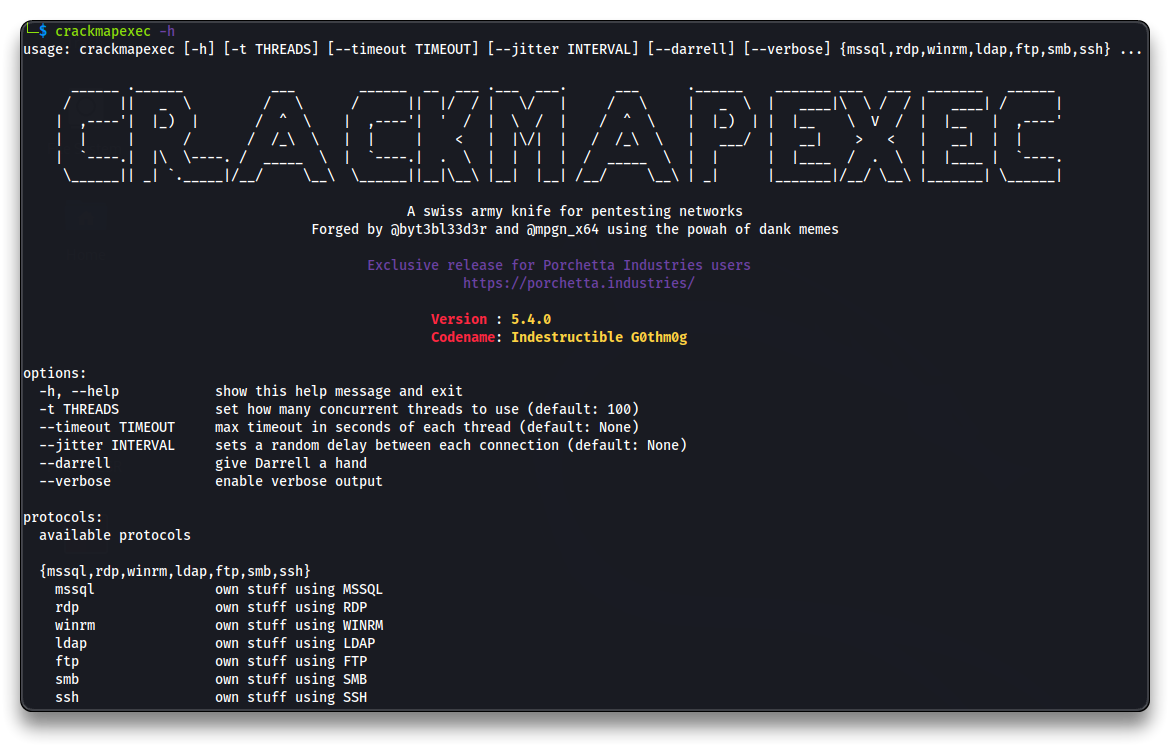 └─$ crackmapexec -h
usage: crackmapexec [-h] [-t THREADS] [--timeout TIMEOUT] [--jitter INTERVAL] [--darrell] [--verbose] {mssql,rdp,winrm,ldap,ftp,smb,ssh} ...
CRACKMAPEXEC
A swiss army knife for pentesting networks
Forged by @byt3bl33d3r and @mpgn_x64 using the powah of dank memes
Exclusive release for Porchetta Industries users
https://porchetta.industries/
Version : 5.4.0
Codename: Indestructible G0thm0g
options:
-h, --help show this help message and exit
-t THREADS set how many concurrent threads to use (default: 100)
--timeout TIMEOUT max timeout in seconds of each thread (default: None)
--jitter INTERVAL sets a random delay between each connection (default: None)
--darrell give Darrell a hand
--verbose enable verbose output
protocols:
available protocols
{mssql,rdp,winrm,ldap,ftp,smb,ssh}
mssql own stuff using MSSQL
rdp own stuff using RDP
winrm own stuff using WINRM
ldap own stuff using LDAP
ftp own stuff using FTP
smb own stuff using SMB
ssh own stuff using SSH